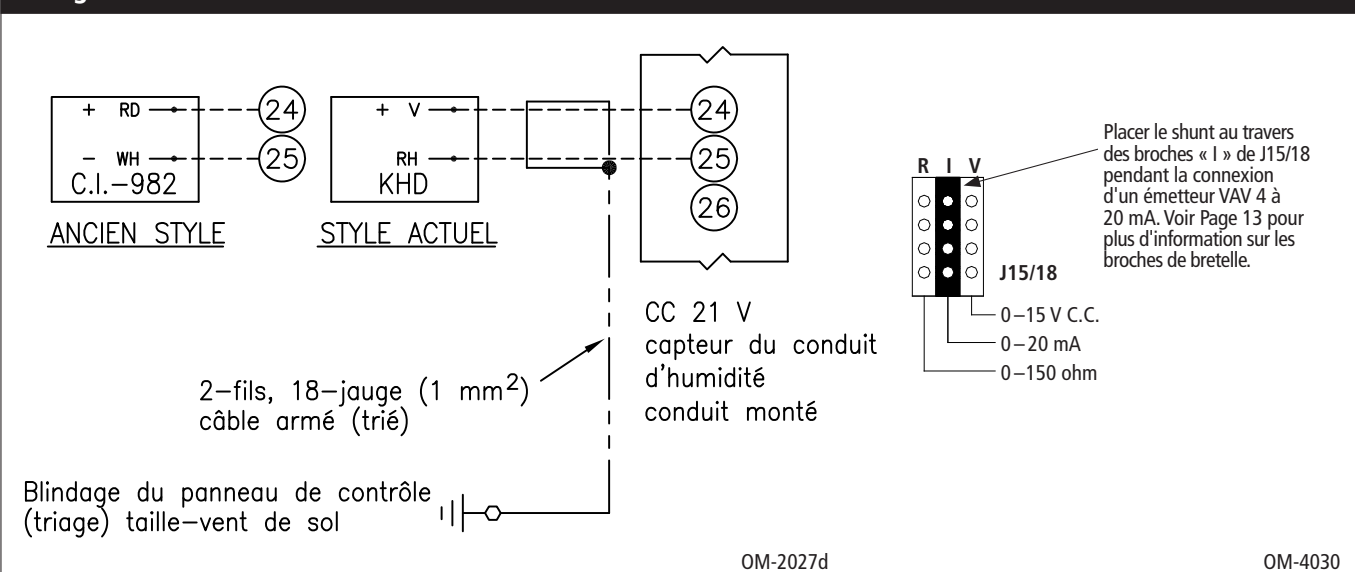 + RD
24
- WH
25
C.I.-982
ANCIEN STYLE
+ V
RH
KHD
STYLE ACTUEL
24
25
26
CC 21 V
capteur du conduit
d'humidité
conduit monté
2-fils, 18-jauge (1 mm²)
câble armé (trié)
Blindage du panneau de contrôle
(triage) taille-vent de sol
OM-2027d
R I V
J15/18
0–15 V C.C.
0–20 mA
0–150 ohm
Placer le shunt au travers
des broches « I » de J15/18
pendant la connexion
d'un émetteur VAV 4 à
20 mA. Voir Page 13 pour
plus d'information sur les
broches de bretelle.
OM-4030